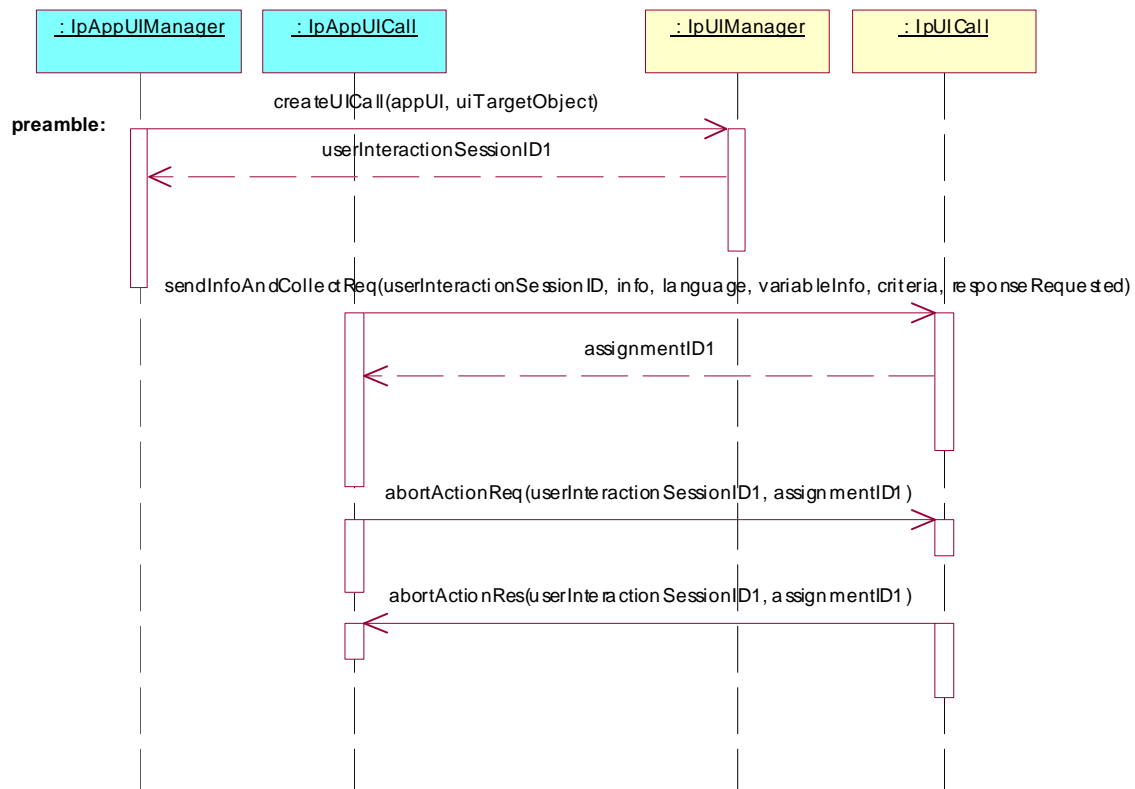 : IpAppUIManager : IpAppUICall : IpUIManager : IpUICall
createUICall(appUI, uiTargetObject)
preamble:
userInteractionSessionID1
sendInfoAndCollectReq(userInteractionSessionID, info, language, variableInfo, criteria, responseRequested)
assignmentID1
abortActionReq(userInteractionSessionID1, assignmentID1)
abortActionRes(userInteractionSessionID1, assignmentID1)